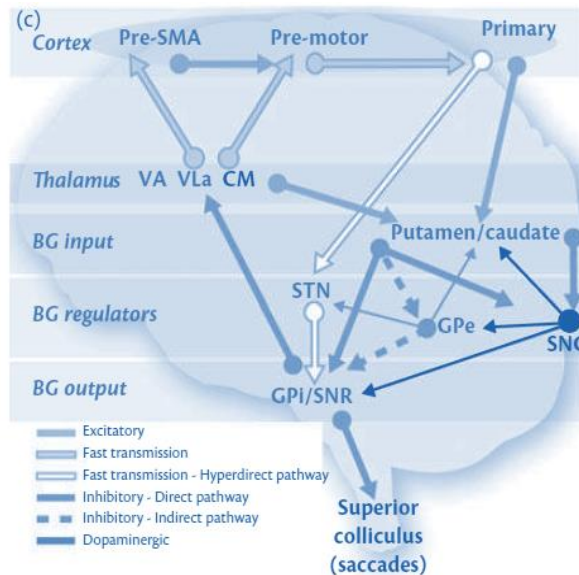 (c)
Cortex
Pre-SMA
Pre-motor
Primary
Thalamus
VA VLa CM
BG input
Putamen/caudate
STN
BG regulators
GPe
SNC
BG output
GPi/SNR
Excitatory
Fast transmission
Fast transmission - Hyperdirect pathway
Inhibitory - Direct pathway
Inhibitory - Indirect pathway
Dopaminergic
Superior
colliculus
(saccades)